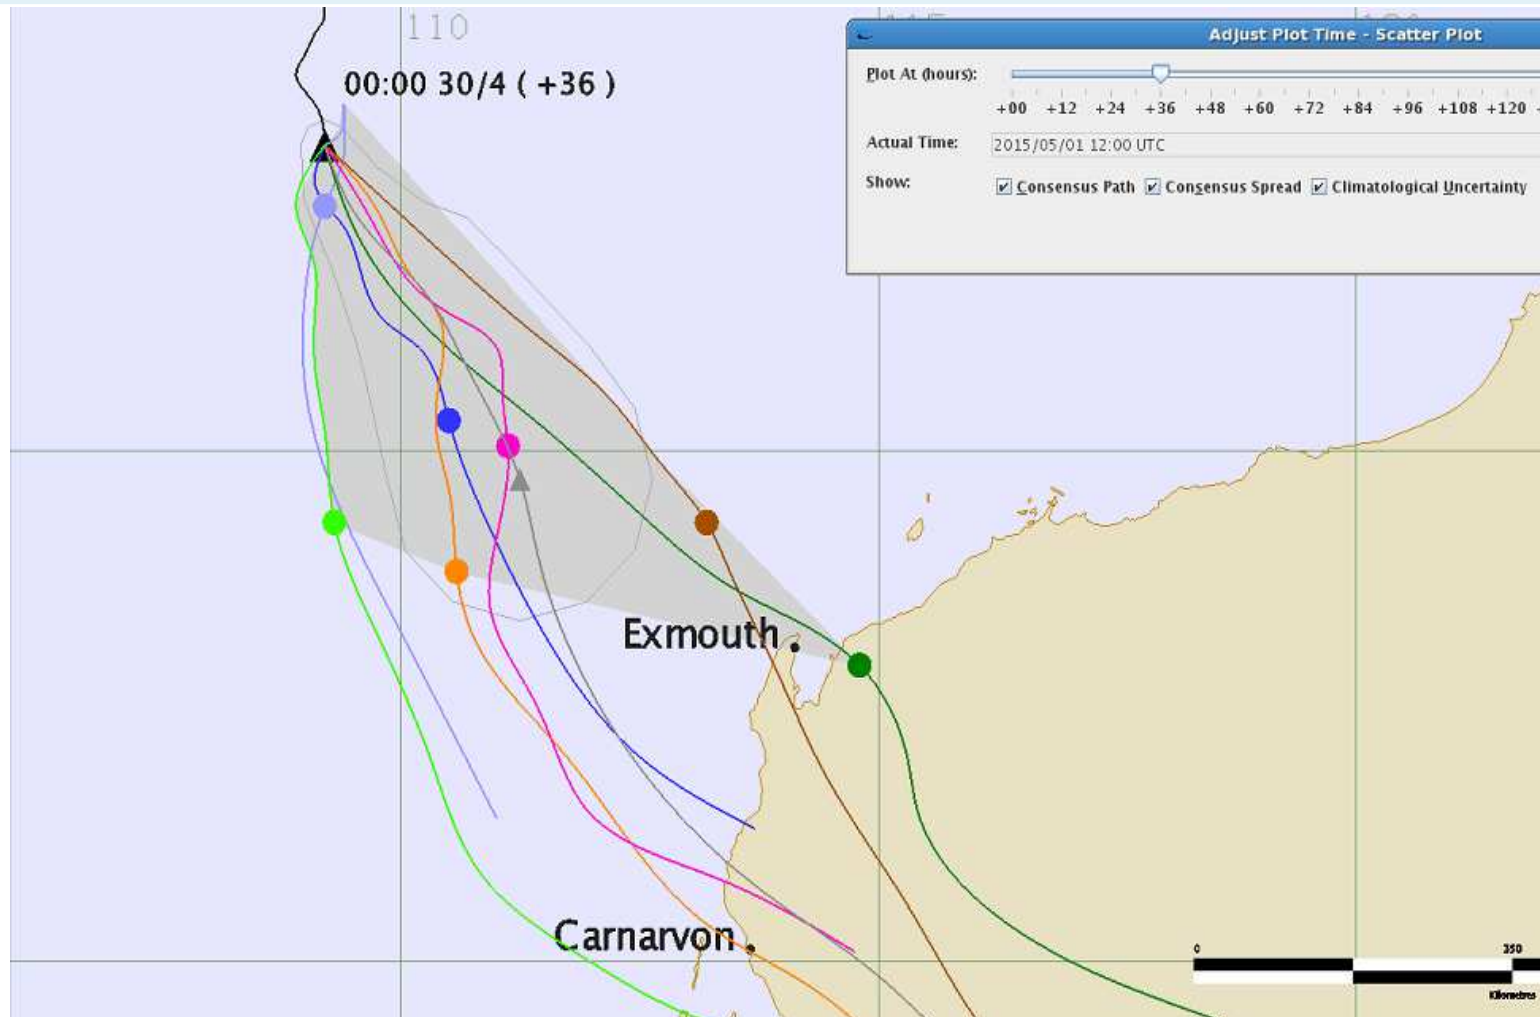 110
00:00 30/4 ( +36 )
Adjust Plot Time - Scatter Plot
Plot At (hours):
+00 +12 +24 +36 +48 +60 +72 +84 +96 +108 +120
Actual Time: 2015/05/01 12:00 UTC
Show: Consensus Path Consensus Spread Climatological Uncertainty
Exmouth
Carnarvon
0 350
Kilometres